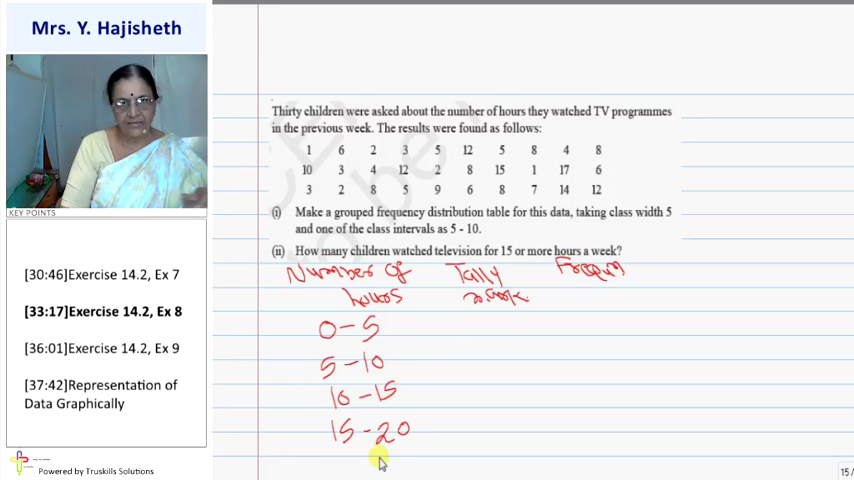 Mrs. Y. Hajisheth
KEY POINTS
[30:46]Exercise 14.2, Ex 7
[33:17]Exercise 14.2, Ex 8
[36:01]Exercise 14.2, Ex 9
[37:42]Representation of
Data Graphically
Powered by Truskills Solutions
Thirty children were asked about the number of hours they watched TV programmes
in the previous week. The results were found as follows:
1 6 2 3 5 12 5 8 4 8
10 3 4 12 2 8 15 1 17 6
3 2 8 5 9 6 8 7 14 12
(i) Make a grouped frequency distribution table for this data, taking class width 5
and one of the class intervals as 5 - 10.
(ii) How many children watched television for 15 or more hours a week?
Number of Tally
hours
0-5
5-10
10-15
15-20
15/